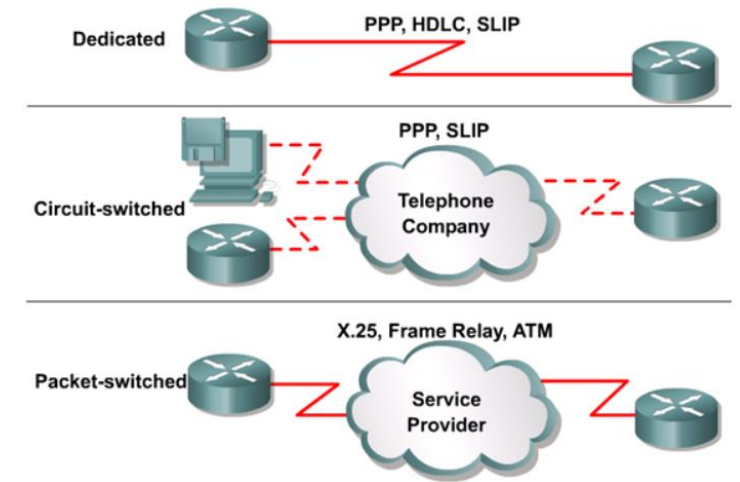 Dedicated
PPP, HDLC, SLIP
PPP, SLIP
Circuit-switched
Telephone
Company
X.25, Frame Relay, ATM
Packet-switched
Service
Provider